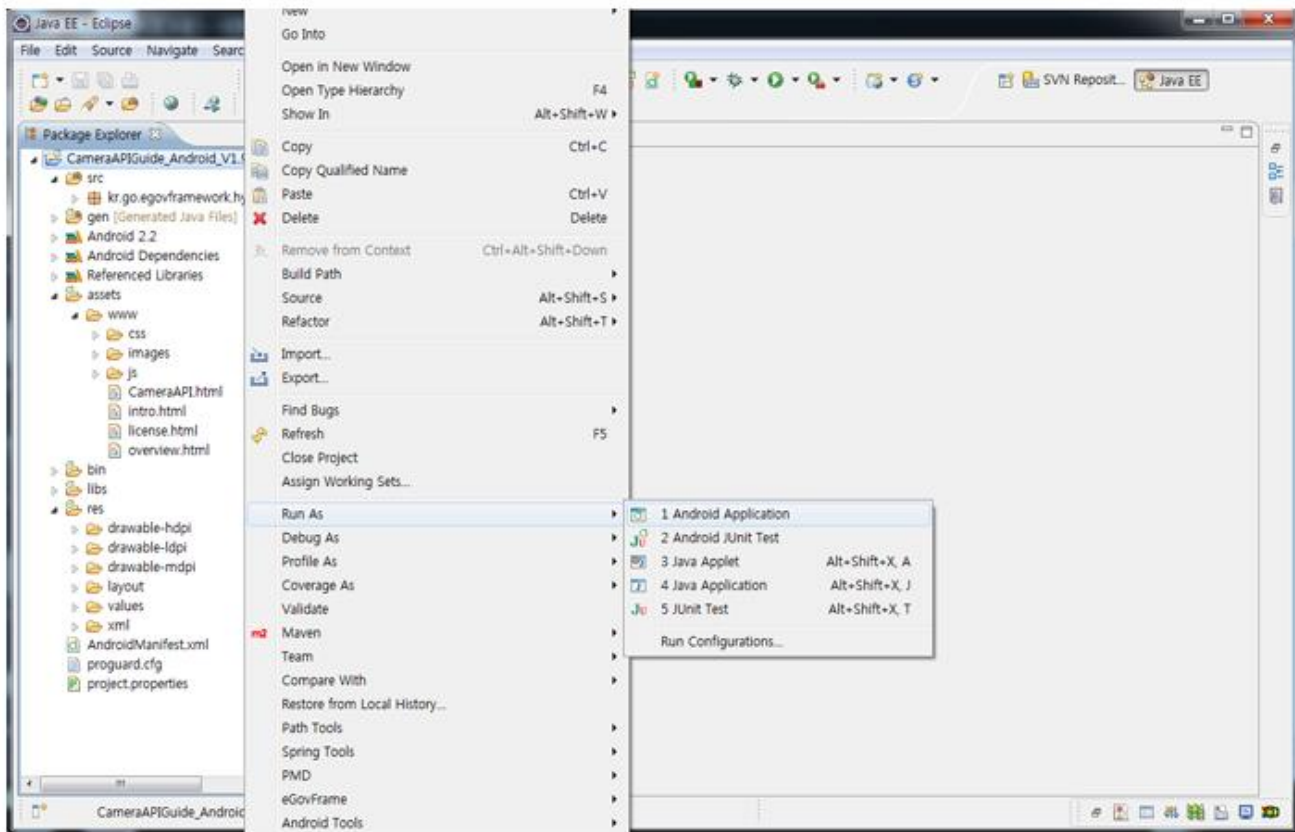 Java EE - Eclipse
File Edit Source Navigate Searc
SVN Reposit... Java EE
Package Explorer
CameraAPIGuide_Android_V1.
src
kr.go.egovframework.hy
gen [Generated Java Files]
Android 2.2
Android Dependencies
Referenced Libraries
assets
www
css
images
js
CameraAPI.html
intro.html
license.html
overview.html
bin
libs
res
drawable-hdpi
drawable-ldpi
drawable-mdpi
layout
values
xml
AndroidManifest.xml
proguard.cfg
project.properties
CameraAPIGuide_Android
New
Go Into
Open in New Window
Open Type Hierarchy F4
Show In Alt+Shift+W
Copy Ctrl+C
Copy Qualified Name
Paste Ctrl+V
Delete Delete
Remove from Context Ctrl+Alt+Shift+Down
Build Path
Source Alt+Shift+S
Refactor Alt+Shift+T
Import...
Export...
Find Bugs
Refresh F5
Close Project
Assign Working Sets...
Run As
Debug As
Profile As
Coverage As
Validate
m2 Maven
Team
Compare With
Restore from Local History...
Path Tools
Spring Tools
PMD
eGovFrame
Android Tools
1 Android Application
Ju 2 Android JUnit Test
3 Java Applet Alt+Shift+X, A
4 Java Application Alt+Shift+X, J
Ju 5 JUnit Test Alt+Shift+X, T
Run Configurations...